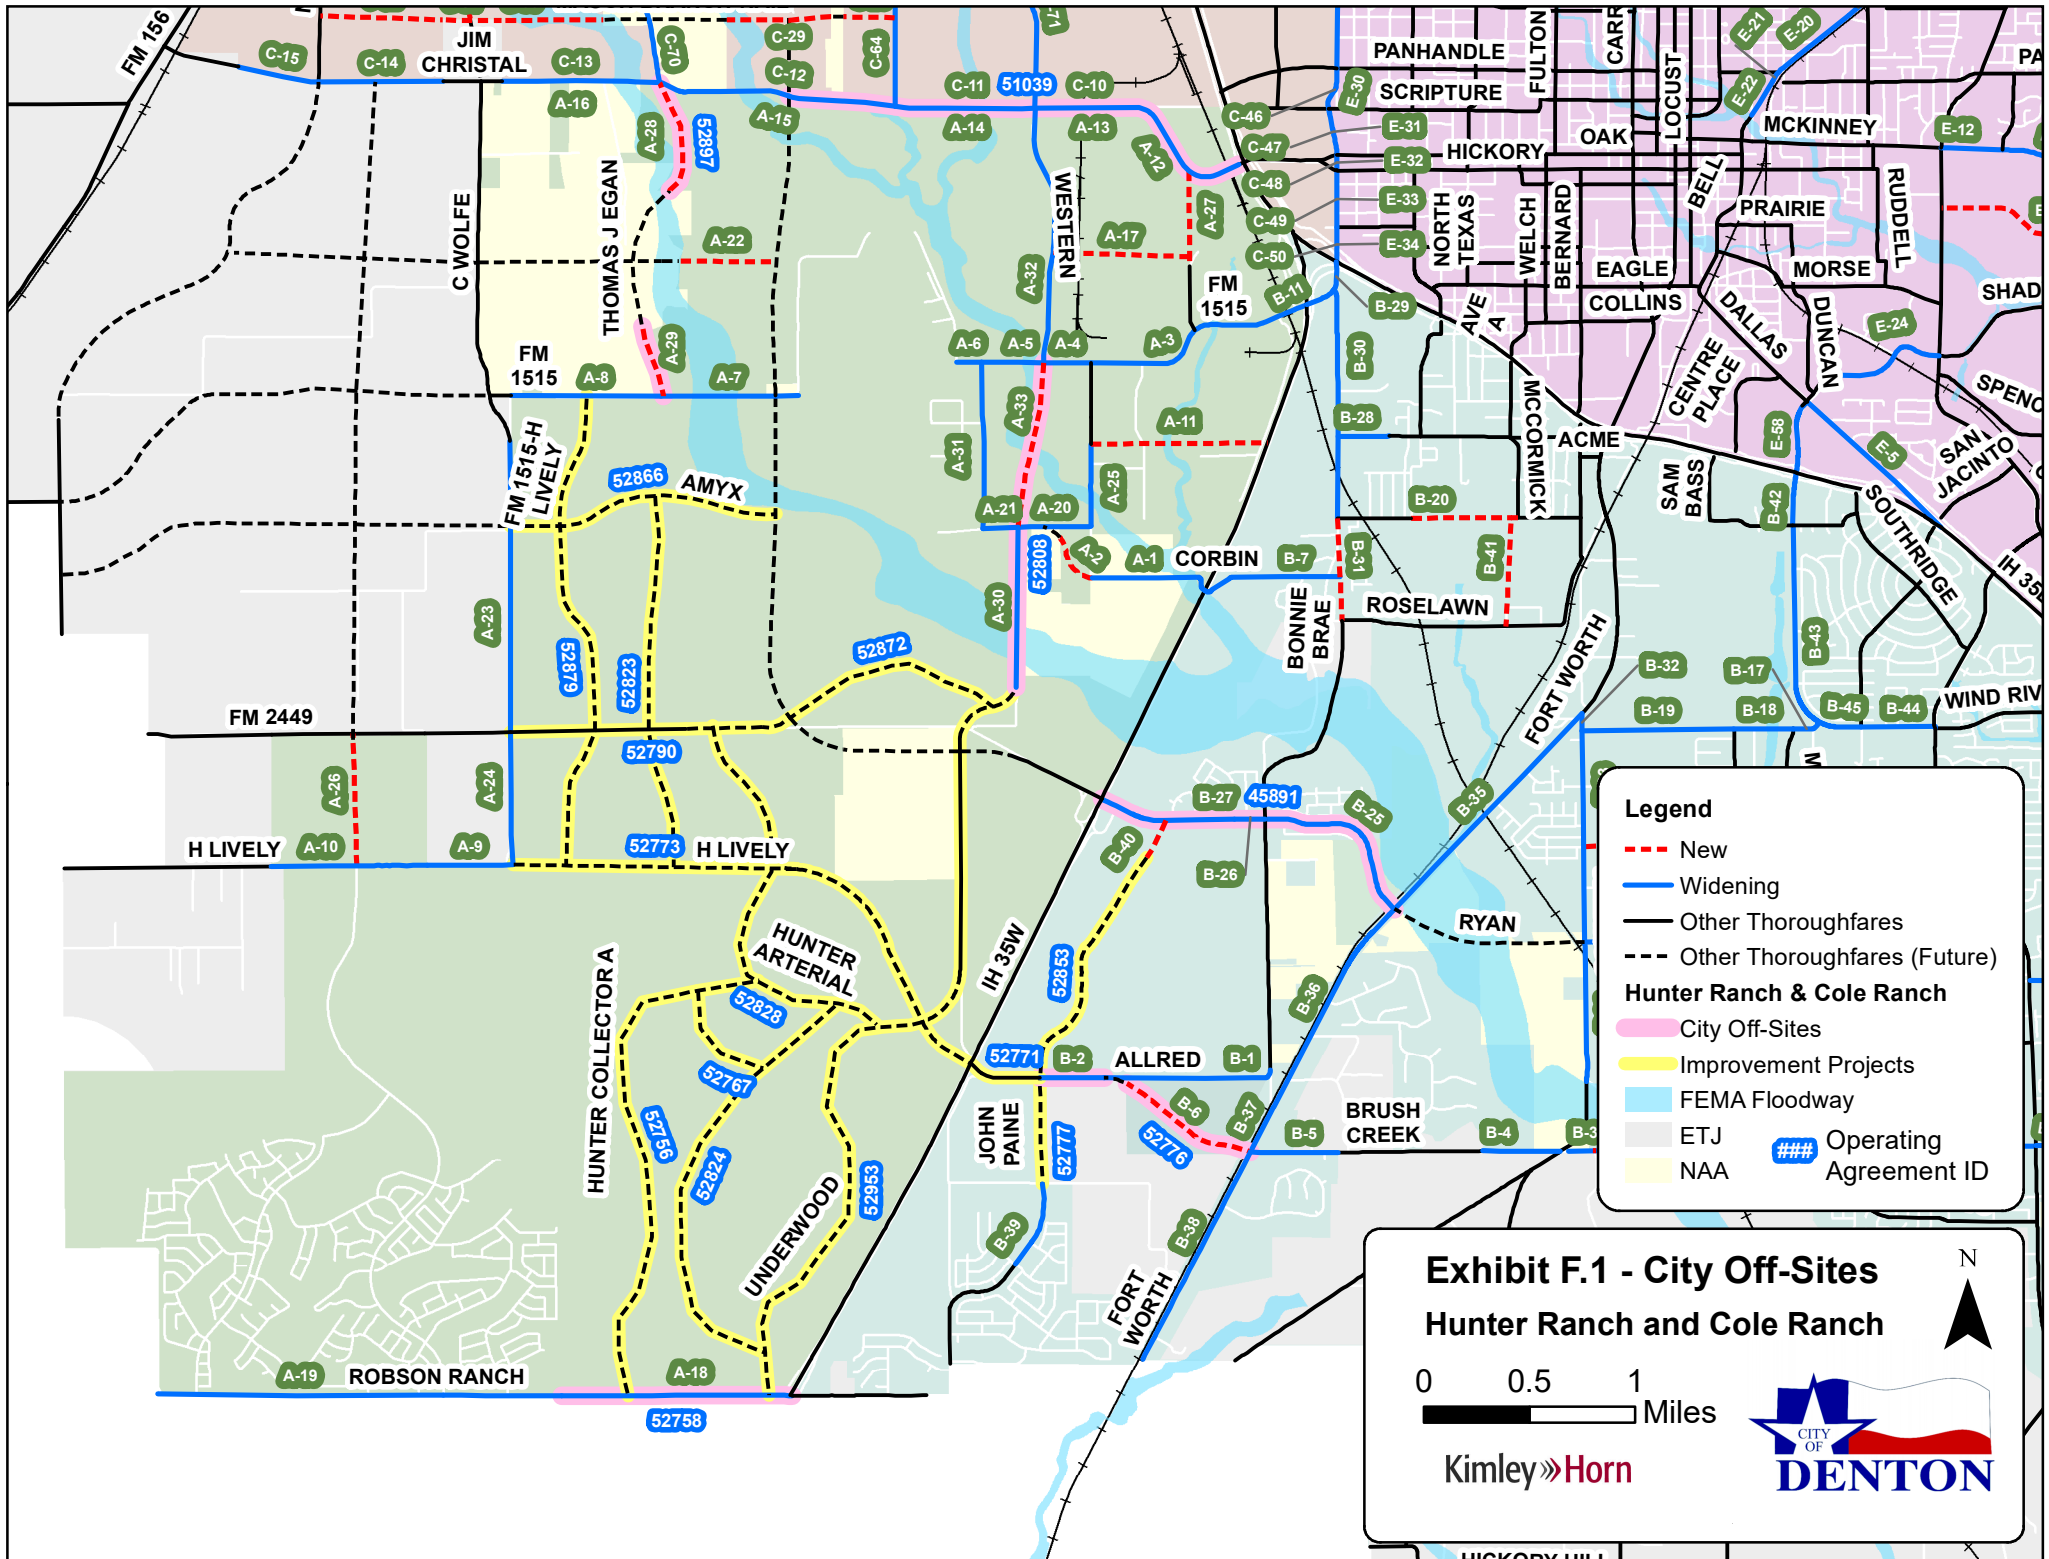 FM 156
JIM
CHRISTAL
C-15
C-14
C-13
C-70
C-29
C-12
C-64
C-11
51039
C-10
71
A-16
A-28
52897
A-15
A-14
A-13
A-12
C-46
C-47
C-48
C-49
C-50
E-30
E-31
E-32
E-33
E-34
PANHANDLE
SCRIPTURE
FULTON
CARR
LOCUST
OAK
HICKORY
E-21
E-20
E-22
MCKINNEY
E-12
PA
BELL
PRAIRIE
RUDDELL
NORTH
TEXAS
WELCH
BERNARD
EAGLE
COLLINS
MORSE
SHAD
DALLAS
DUNCAN
E-24
SPENC
AVE
A
CENTRE
PLACE
C WOLFE
THOMAS J EGAN
A-22
WESTERN
A-32
A-17
A-27
FM
1515
B-11
B-29
B-30
A-6
A-5
A-4
A-3
A-29
FM
1515
A-8
A-7
A-33
A-31
A-11
A-25
B-28
MCCORMICK
ACME
E-58
E-5
SAN
JACINTO
SAM
BASS
B-42
SOUTHRIDGE
IH 35E
FM 1515-H
LIVELY
52866
AMYX
A-21
A-20
B-20
52808
A-2
A-1
CORBIN
B-7
B-31
B-41
ROSELAWN
BONNIE
BRAE
A-30
A-23
52879
52823
52872
FORT WORTH
B-32
B-17
B-43
B-19
B-18
B-45
B-44
WIND RIV
M
FM 2449
52790
A-26
A-24
H LIVELY
A-10
A-9
52773
H LIVELY
B-27
45891
B-25
B-35
B-40
B-26
RYAN
HUNTER
ARTERIAL
IH 35W
52853
B-36
HUNTER COLLECTOR A
52828
52767
52771
B-2
ALLRED
B-1
B-6
B-37
52776
BRUSH
CREEK
B-5
B-4
B-3
JOHN
PAINE
52777
52756
52824
52953
UNDERWOOD
B-39
B-38
FORT
WORTH
A-19
ROBSON RANCH
A-18
52758
Legend
New
Widening
Other Thoroughfares
Other Thoroughfares (Future)
Hunter Ranch & Cole Ranch
City Off-Sites
Improvement Projects
FEMA Floodway
ETJ
NAA
### Operating
Agreement ID
Exhibit F.1 - City Off-Sites
Hunter Ranch and Cole Ranch
N
0 0.5 1
Miles
Kimley»Horn
CITY
OF
DENTON